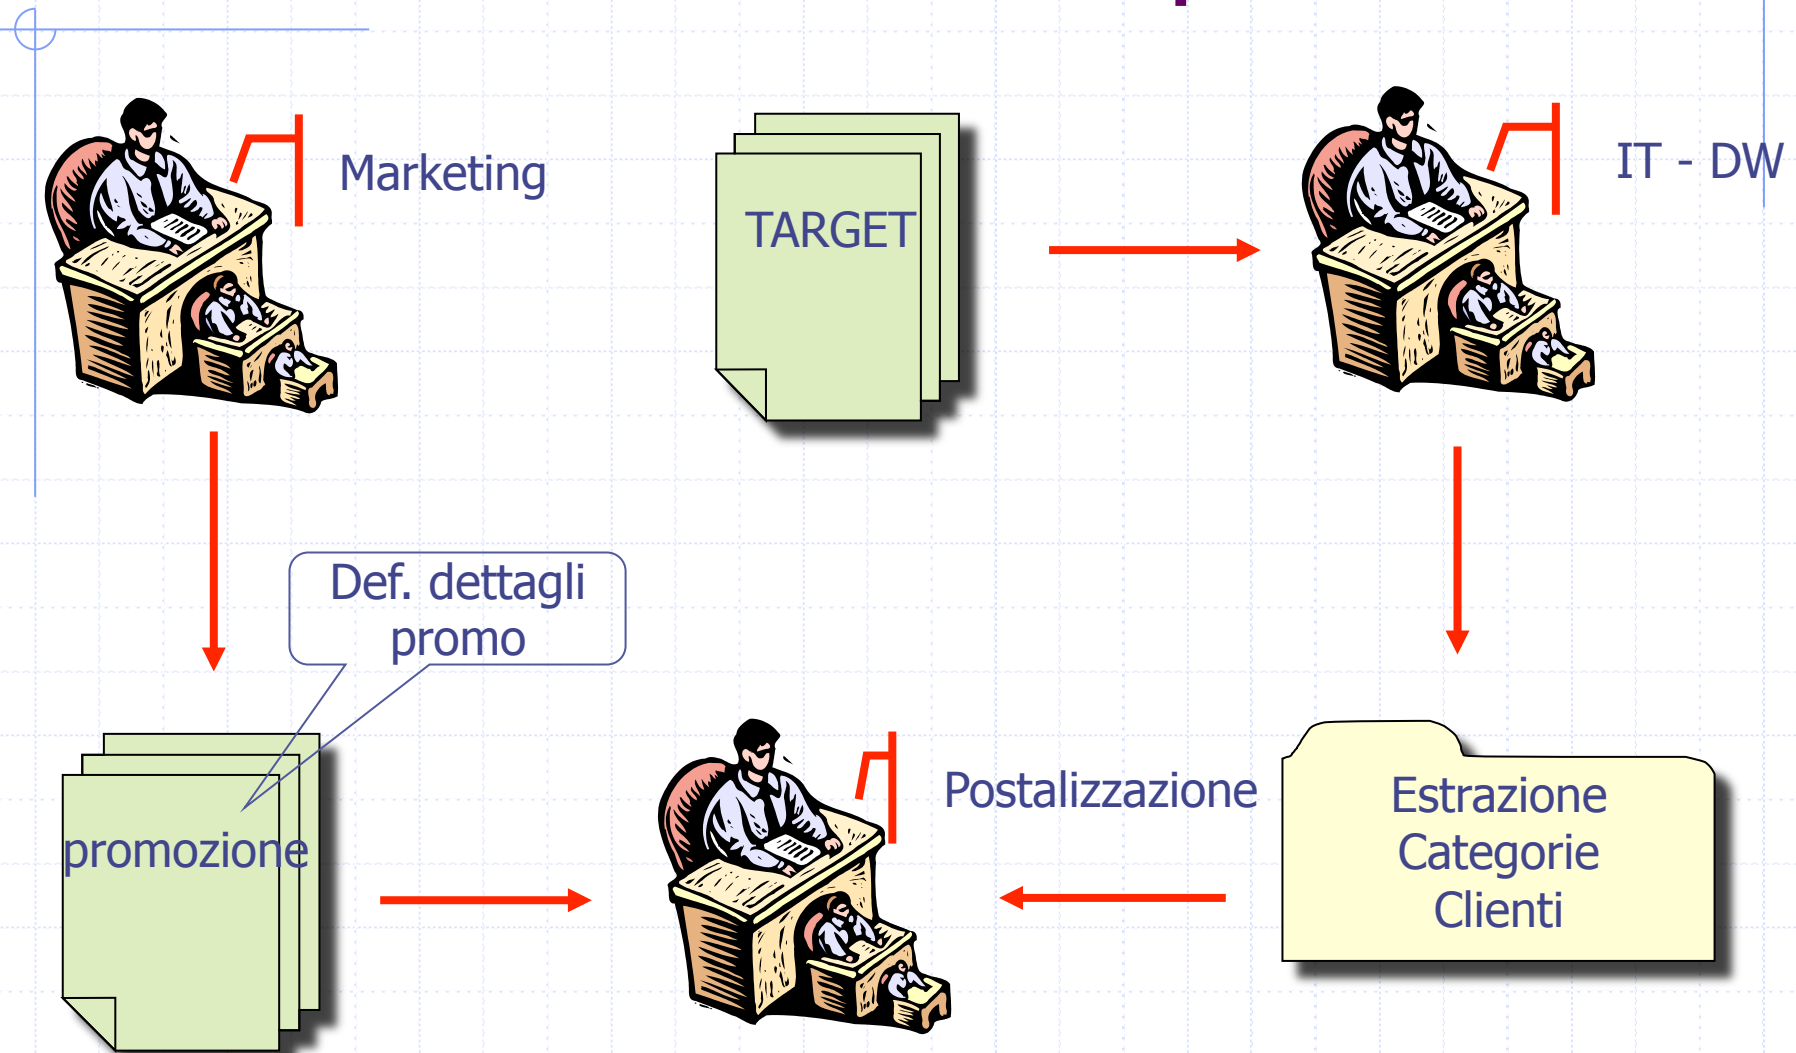 Marketing
TARGET
IT - DW
Def. dettagli
promo
promozione
Postalizzazione
Estrazione
Categorie
Clienti